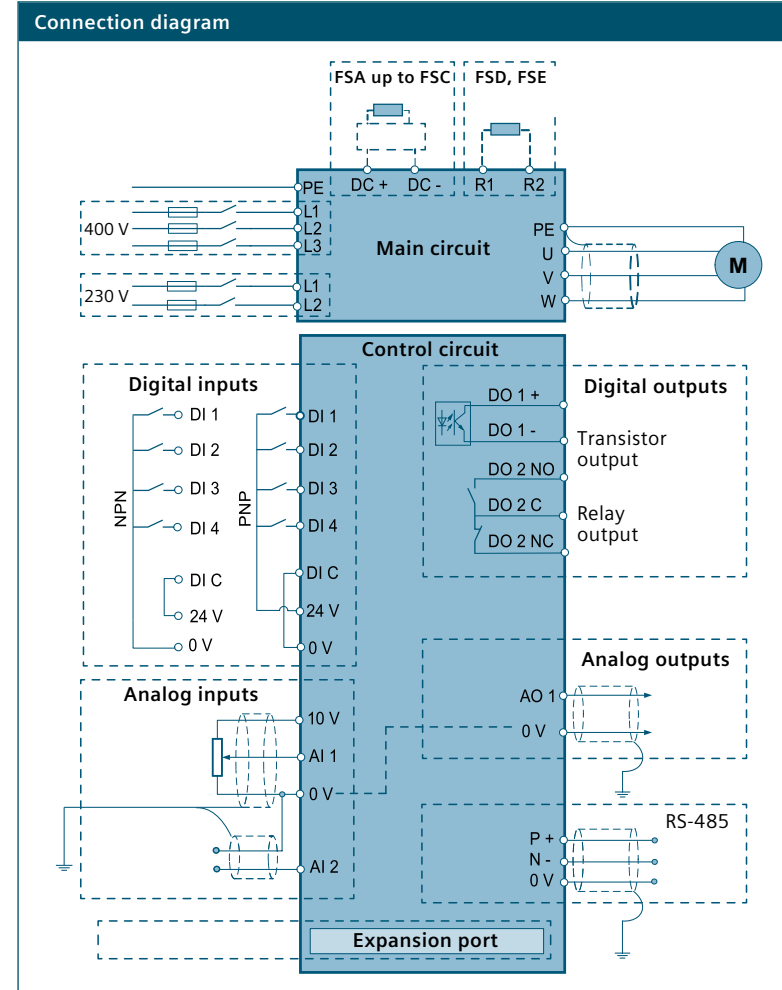 Connection diagram
FSA up to FSC
FSD, FSE
DC +
DC -
R1
R2
PE
400 V
L1
L2
L3
230 V
L1
L2
Main circuit
PE
U
V
W
M
Control circuit
Digital inputs
NPN
DI 1
DI 2
DI 3
DI 4
DI C
24 V
0 V
PNP
DI 1
DI 2
DI 3
DI 4
DI C
24 V
0 V
Digital outputs
DO 1 +
DO 1 -
Transistor
output
DO 2 NO
DO 2 C
DO 2 NC
Relay
output
Analog inputs
10 V
AI 1
0 V
AI 2
Analog outputs
AO 1
0 V
RS-485
P +
N -
0 V
Expansion port